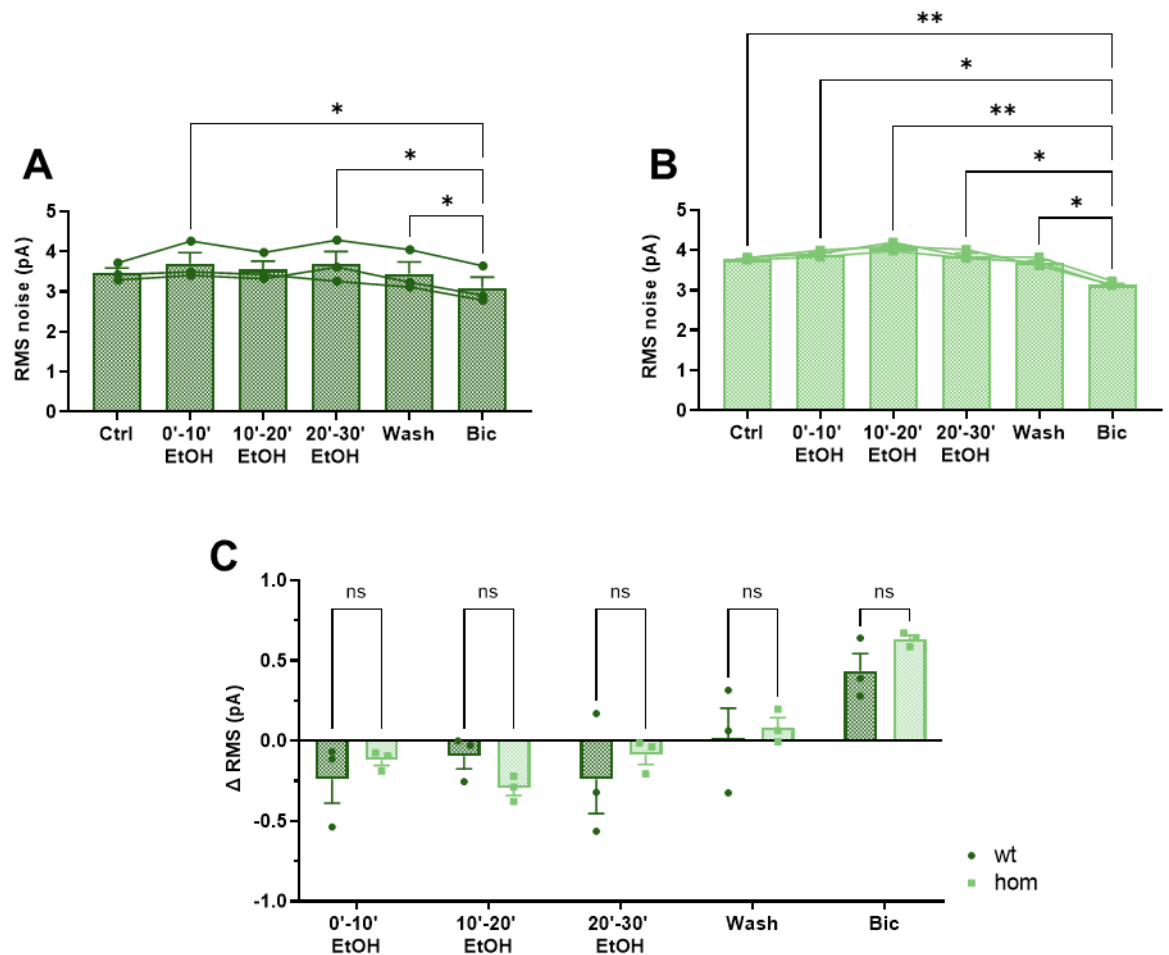 A
*
*
*
RMS noise (pA)
5
4
3
2
1
0
Ctrl 0'-10' 10'-20' 20'-30' Wash Bic
EtOH EtOH EtOH
B
**
*
**
*
*
RMS noise (pA)
5
4
3
2
1
0
Ctrl 0'-10' 10'-20' 20'-30' Wash Bic
EtOH EtOH EtOH
C
ns ns ns ns ns
Δ RMS (pA)
1.0
0.5
0.0
-0.5
-1.0
0'-10' 10'-20' 20'-30' Wash Bic
EtOH EtOH EtOH
wt
hom